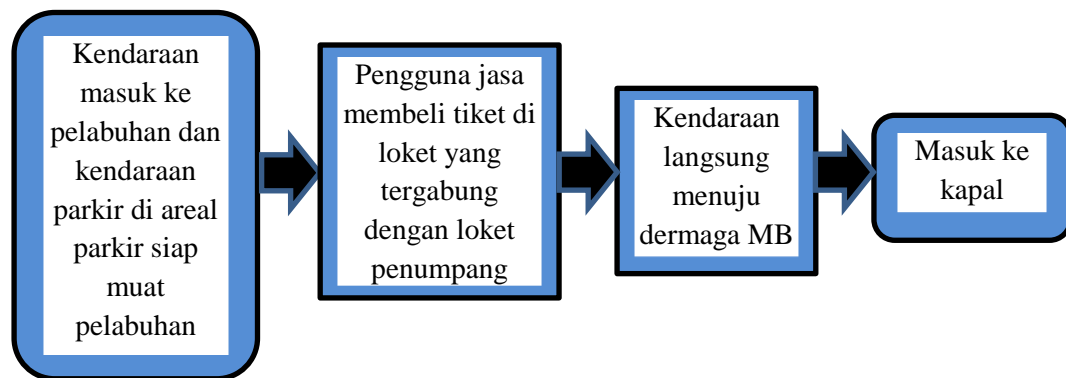 Kendaraan
masuk ke
pelabuhan dan
kendaraan
parkir di areal
parkir siap
muat
pelabuhan
Pengguna jasa
membeli tiket di
loket yang
tergabung
dengan loket
penumpang
Kendaraan
langsung
menuju
dermaga MB
Masuk ke
kapal